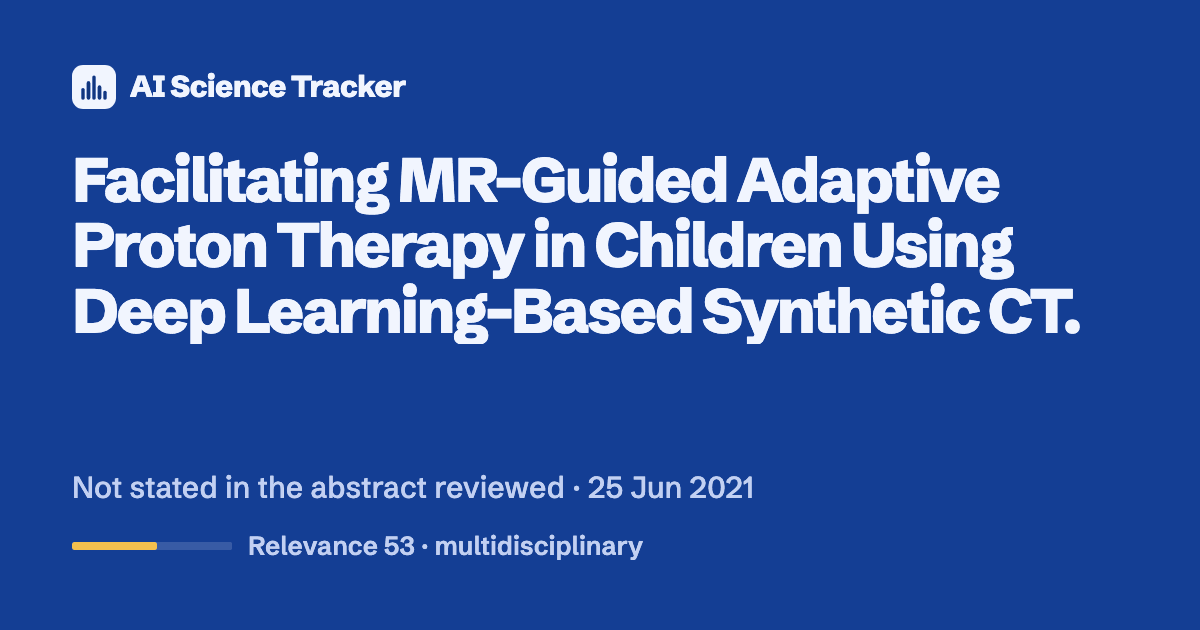 AI Science Tracker
Facilitating MR-Guided Adaptive
Proton Therapy in Children Using
Deep Learning-Based Synthetic CT.
Not stated in the abstract reviewed · 25 Jun 2021
Relevance 53 · multidisciplinary